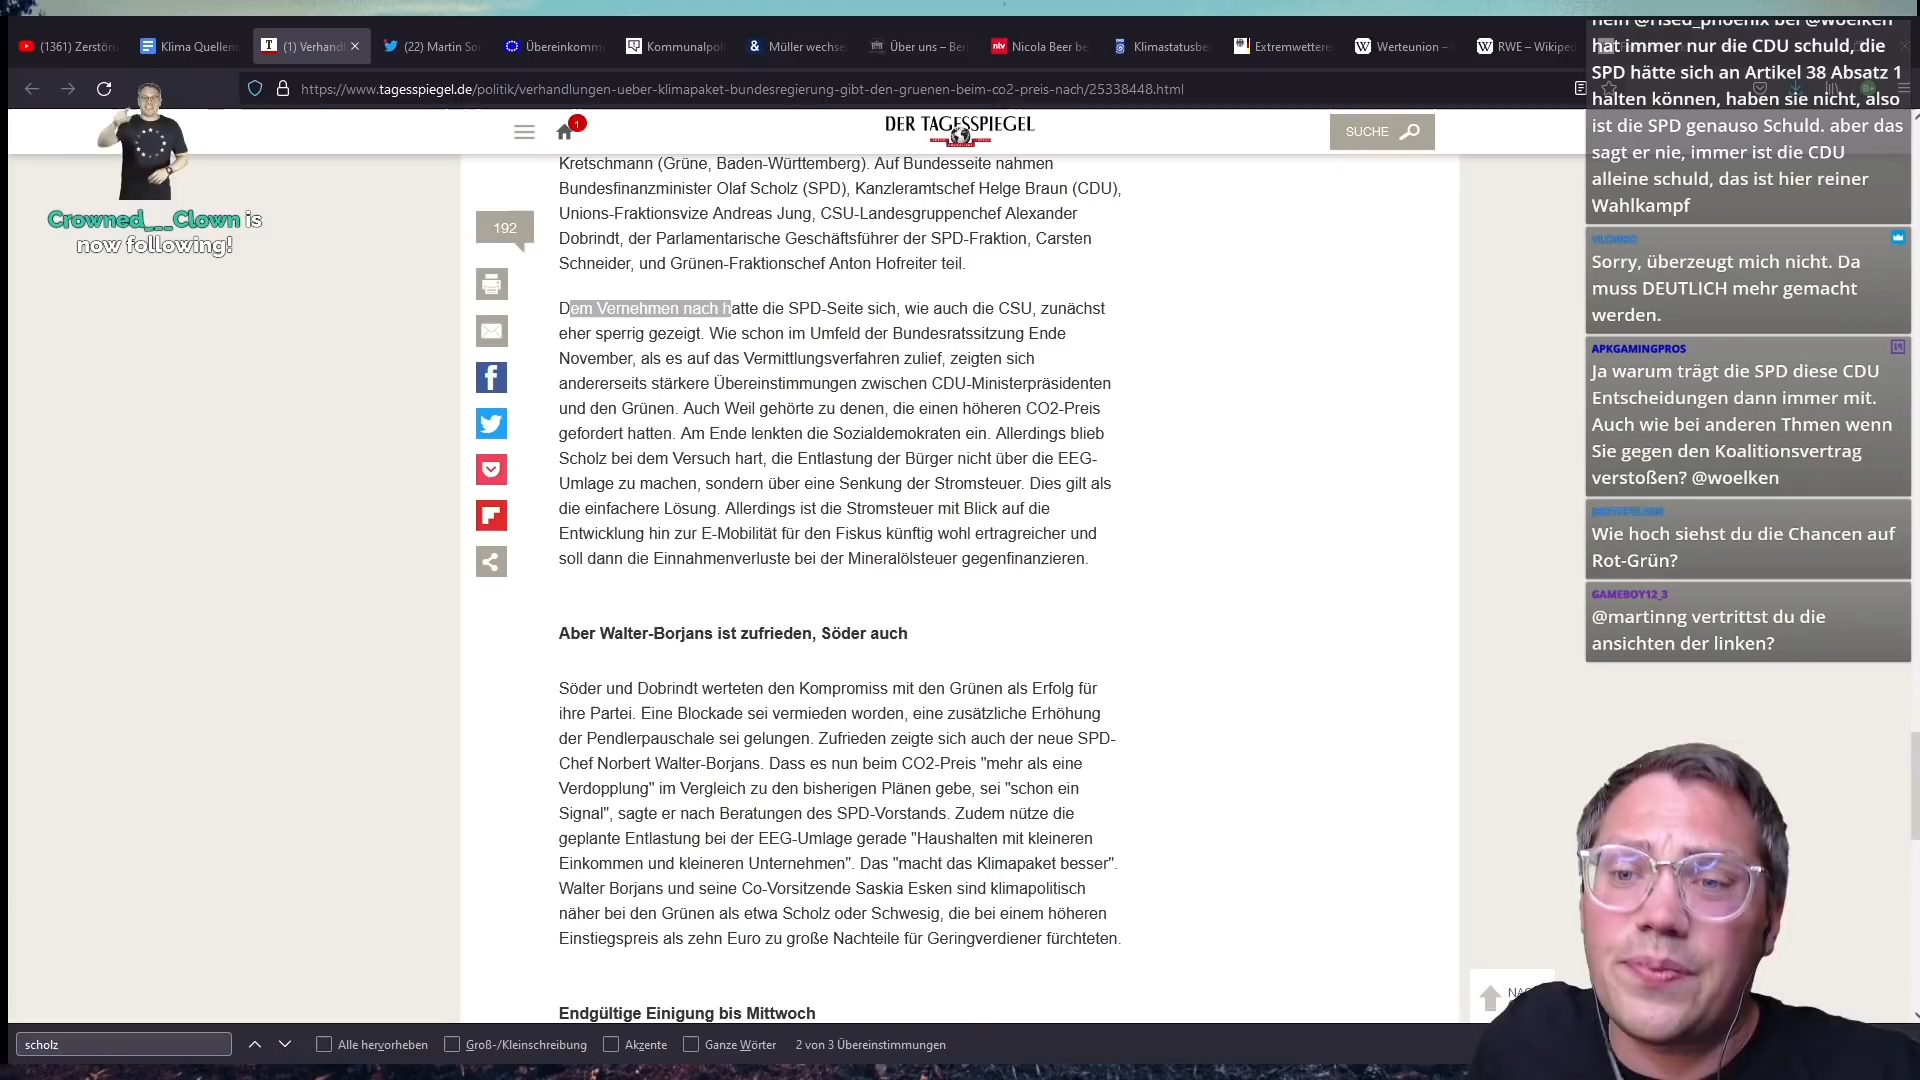 (1361) Zerstöru
Klima Quellen
(1) Verhandl
(22) Martin Son
Übereinkomm
Kommunalpol
Müller wechse
Über uns – Berl
Nicola Beer be
Klimastatusber
Extremwettere
Werteunion –
RWE – Wikiped
https://www.tagesspiegel.de/politik/verhandlungen-ueber-klimapaket-bundesregierung-gibt-den-gruenen-beim-co2-preis-nach/25338448.html
1
DER TAGESSPIEGEL
SUCHE
Crowned___Clown is
now following!
192
Kretschmann (Grüne, Baden-Württemberg). Auf Bundesseite nahmen
Bundesfinanzminister Olaf Scholz (SPD), Kanzleramtschef Helge Braun (CDU),
Unions-Fraktionsvize Andreas Jung, CSU-Landesgruppenchef Alexander
Dobrindt, der Parlamentarische Geschäftsführer der SPD-Fraktion, Carsten
Schneider, und Grünen-Fraktionschef Anton Hofreiter teil.
Dem Vernehmen nach hatte die SPD-Seite sich, wie auch die CSU, zunächst
eher sperrig gezeigt. Wie schon im Umfeld der Bundesratssitzung Ende
November, als es auf das Vermittlungsverfahren zulief, zeigten sich
andererseits stärkere Übereinstimmungen zwischen CDU-Ministerpräsidenten
und den Grünen. Auch Weil gehörte zu denen, die einen höheren CO2-Preis
gefordert hatten. Am Ende lenkten die Sozialdemokraten ein. Allerdings blieb
Scholz bei dem Versuch hart, die Entlastung der Bürger nicht über die EEG-
Umlage zu machen, sondern über eine Senkung der Stromsteuer. Dies gilt als
die einfachere Lösung. Allerdings ist die Stromsteuer mit Blick auf die
Entwicklung hin zur E-Mobilität für den Fiskus künftig wohl ertragreicher und
soll dann die Einnahmenverluste bei der Mineralölsteuer gegenfinanzieren.
Aber Walter-Borjans ist zufrieden, Söder auch
Söder und Dobrindt werteten den Kompromiss mit den Grünen als Erfolg für
ihre Partei. Eine Blockade sei vermieden worden, eine zusätzliche Erhöhung
der Pendlerpauschale sei gelungen. Zufrieden zeigte sich auch der neue SPD-
Chef Norbert Walter-Borjans. Dass es nun beim CO2-Preis "mehr als eine
Verdopplung" im Vergleich zu den bisherigen Plänen gebe, sei "schon ein
Signal", sagte er nach Beratungen des SPD-Vorstands. Zudem nütze die
geplante Entlastung bei der EEG-Umlage gerade "Haushalten mit kleineren
Einkommen und kleineren Unternehmen". Das "macht das Klimapaket besser".
Walter Borjans und seine Co-Vorsitzende Saskia Esken sind klimapolitisch
näher bei den Grünen als etwa Scholz oder Schwesig, die bei einem höheren
Einstiegspreis als zehn Euro zu große Nachteile für Geringverdiener fürchteten.
Endgültige Einigung bis Mittwoch
nein @rised_phoenix bei @woelken
hat immer nur die CDU schuld, die
SPD hätte sich an Artikel 38 Absatz 1
halten können, haben sie nicht, also
ist die SPD genauso Schuld. aber das
sagt er nie, immer ist die CDU
alleine schuld, das ist hier reiner
Wahlkampf
Sorry, überzeugt mich nicht. Da
muss DEUTLICH mehr gemacht
werden.
APKGAMINGPROS
Ja warum trägt die SPD diese CDU
Entscheidungen dann immer mit.
Auch wie bei anderen Thmen wenn
Sie gegen den Koalitionsvertrag
verstoßen? @woelken
Wie hoch siehst du die Chancen auf
Rot-Grün?
GAMEBOY12_3
@martinng vertrittst du die
ansichten der linken?
scholz
Alle hervorheben
Groß-/Kleinschreibung
Akzente
Ganze Wörter
2 von 3 Übereinstimmungen